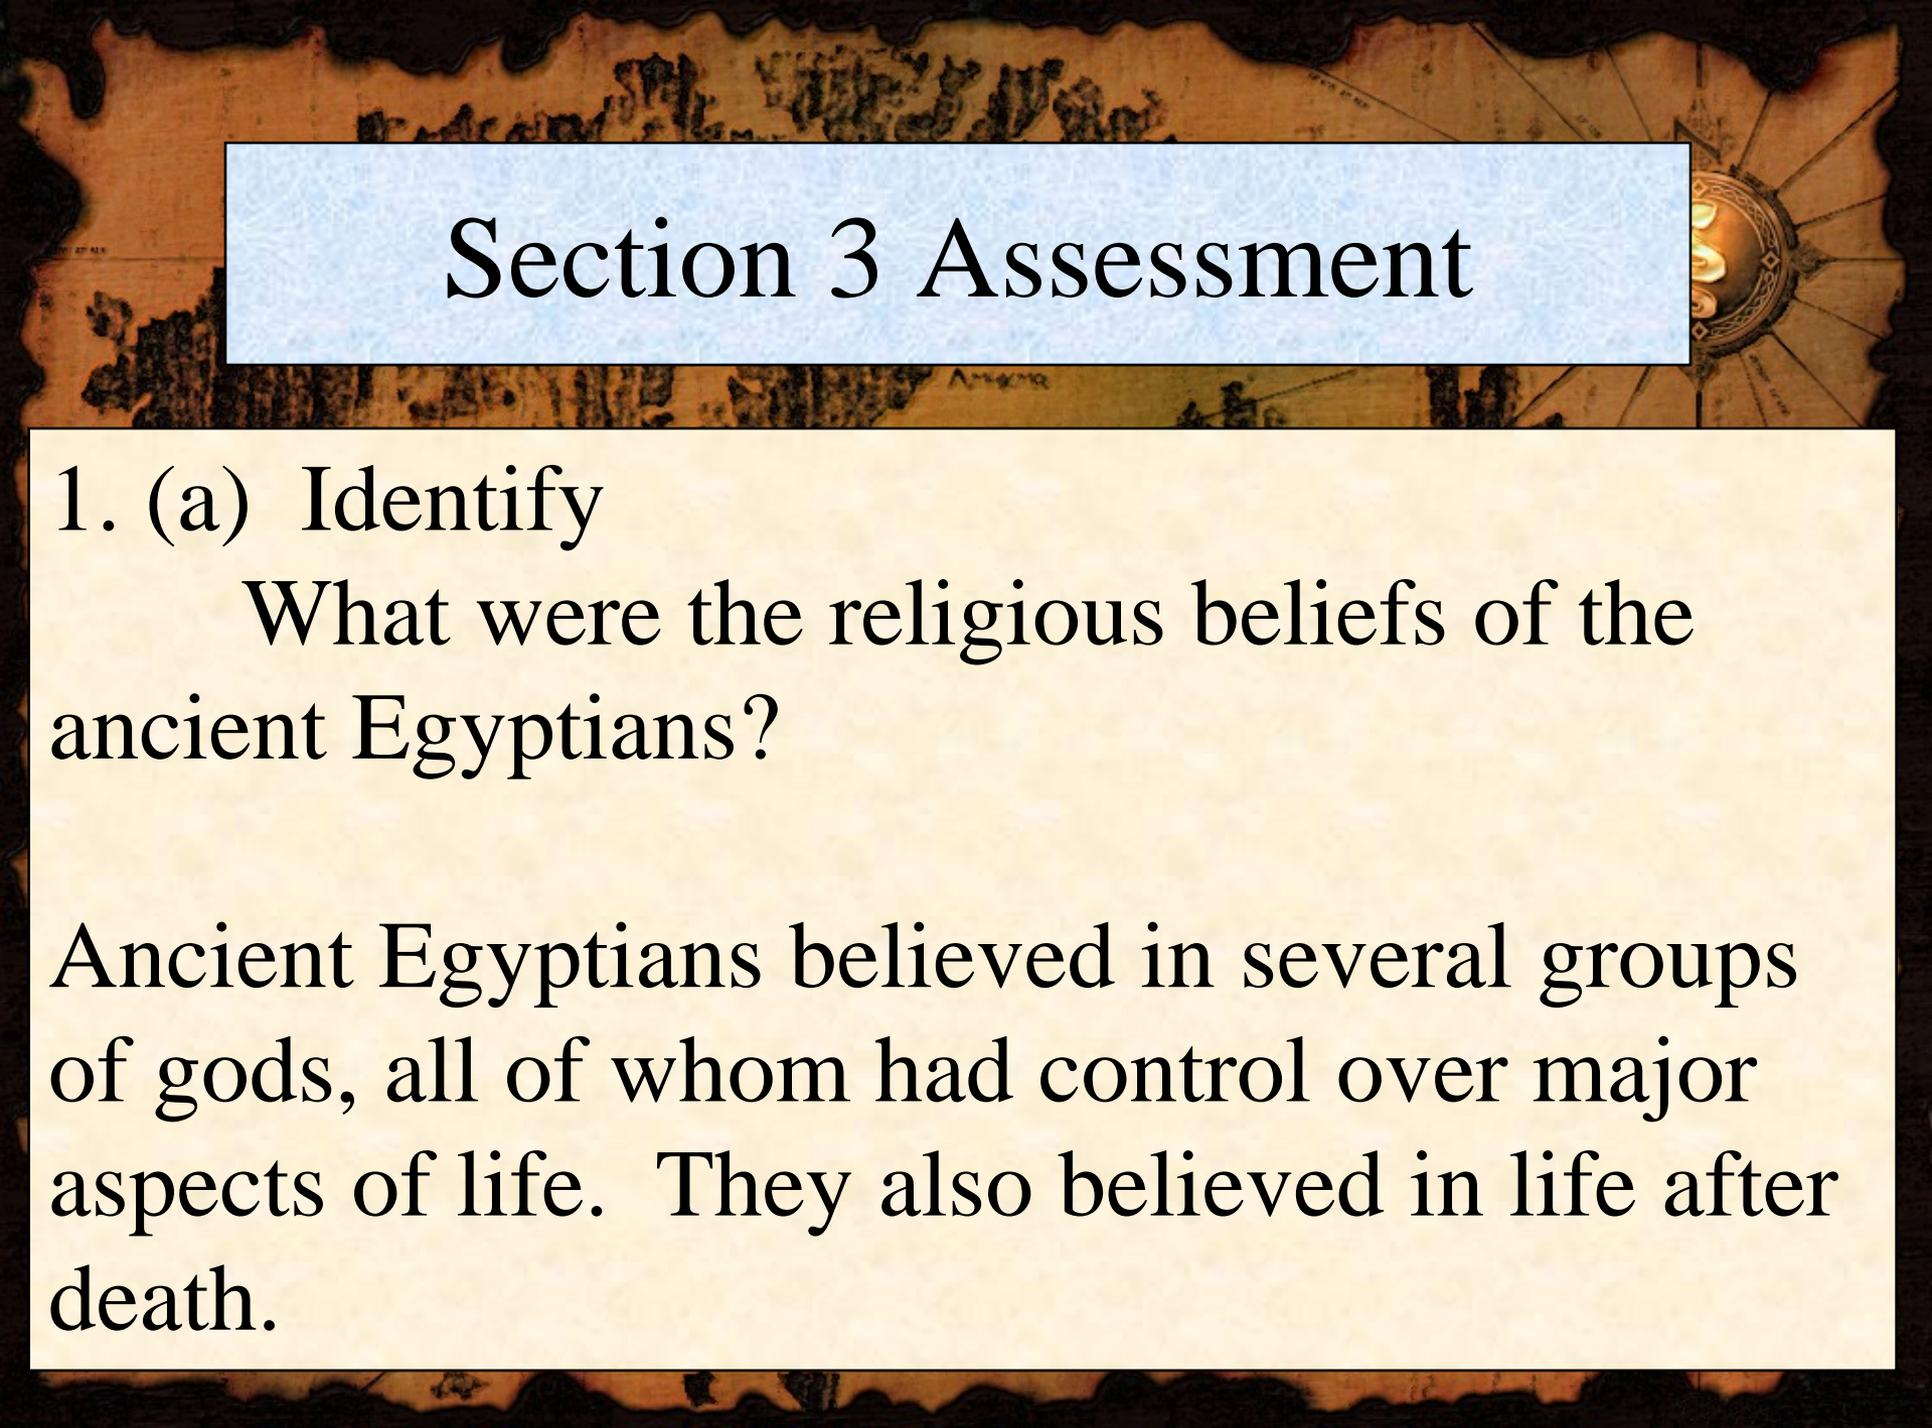 Section 3 Assessment
1. (a)  Identify
What were the religious beliefs of the
ancient Egyptians?
Ancient Egyptians believed in several groups
of gods, all of whom had control over major
aspects of life.  They also believed in life after
death.